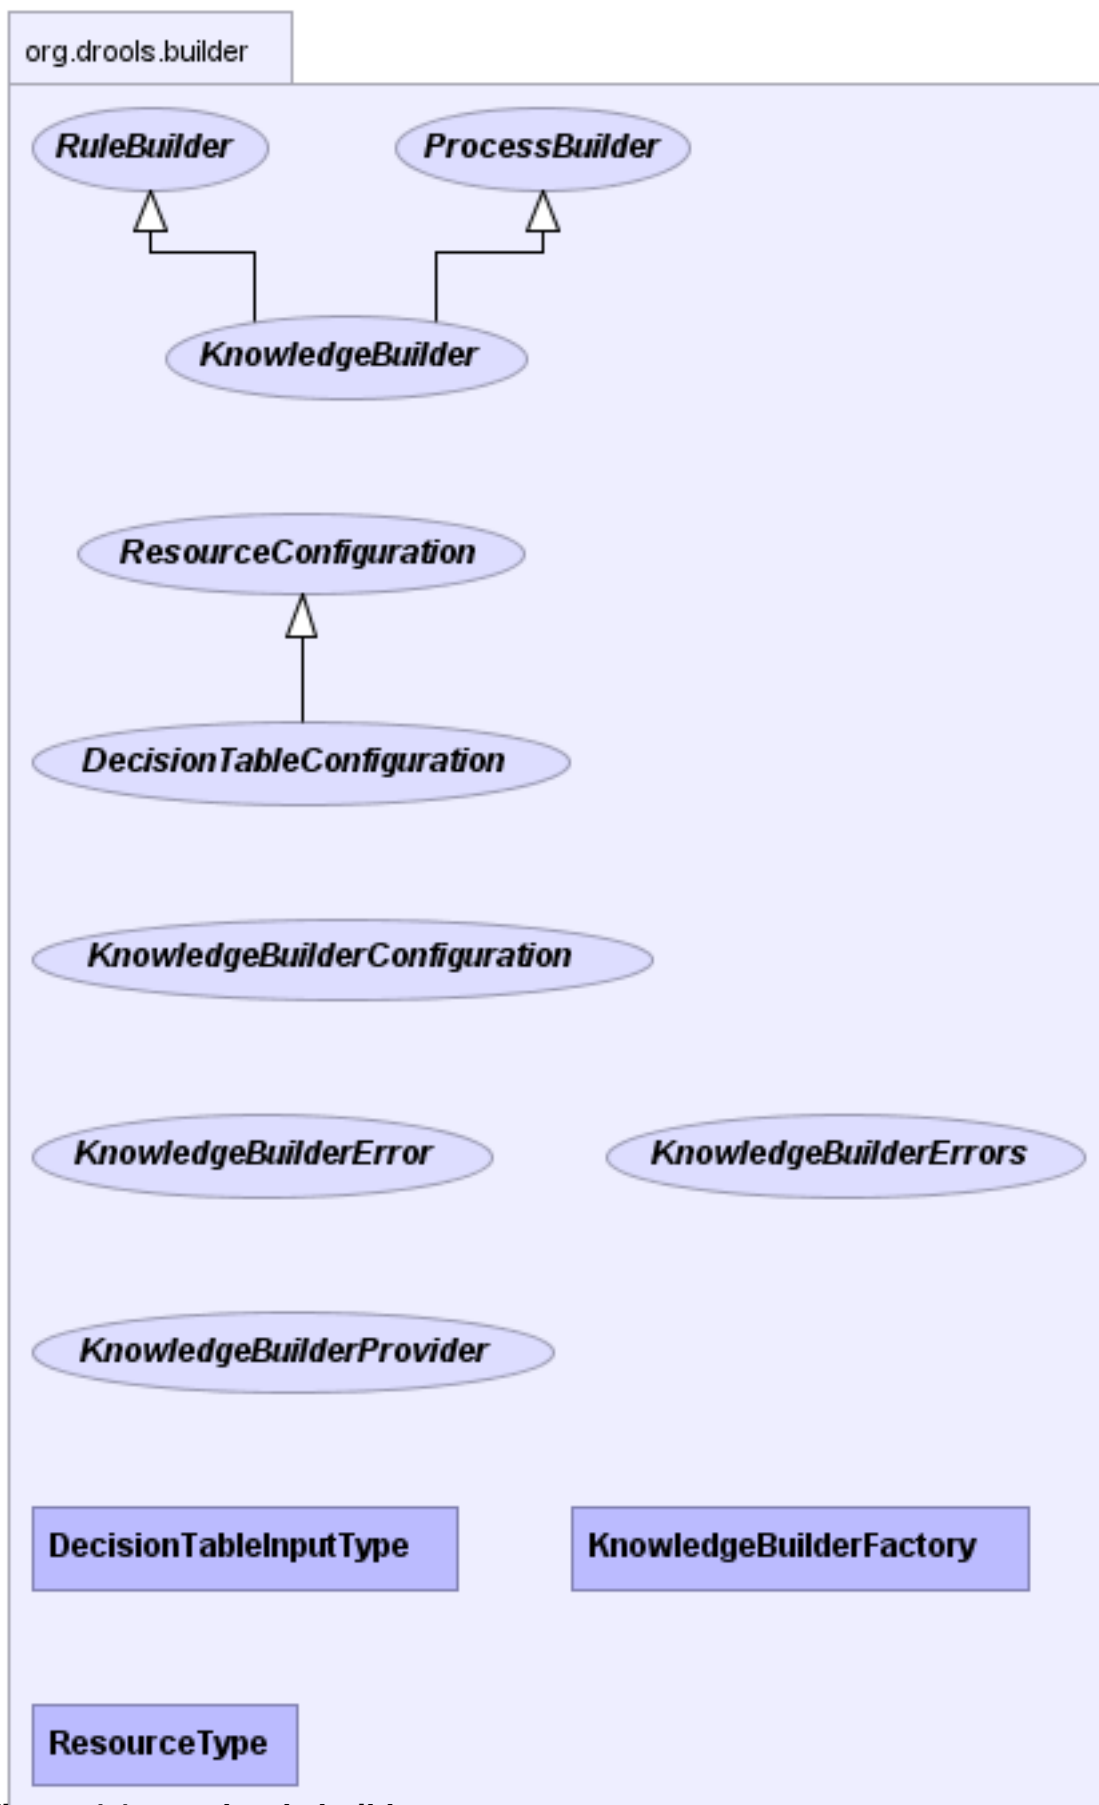 org.drools.builder
RuleBuilder
ProcessBuilder
KnowledgeBuilder
ResourceConfiguration
DecisionTableConfiguration
KnowledgeBuilderConfiguration
KnowledgeBuilderError
KnowledgeBuilderErrors
KnowledgeBuilderProvider
DecisionTableInputType
KnowledgeBuilderFactory
ResourceType